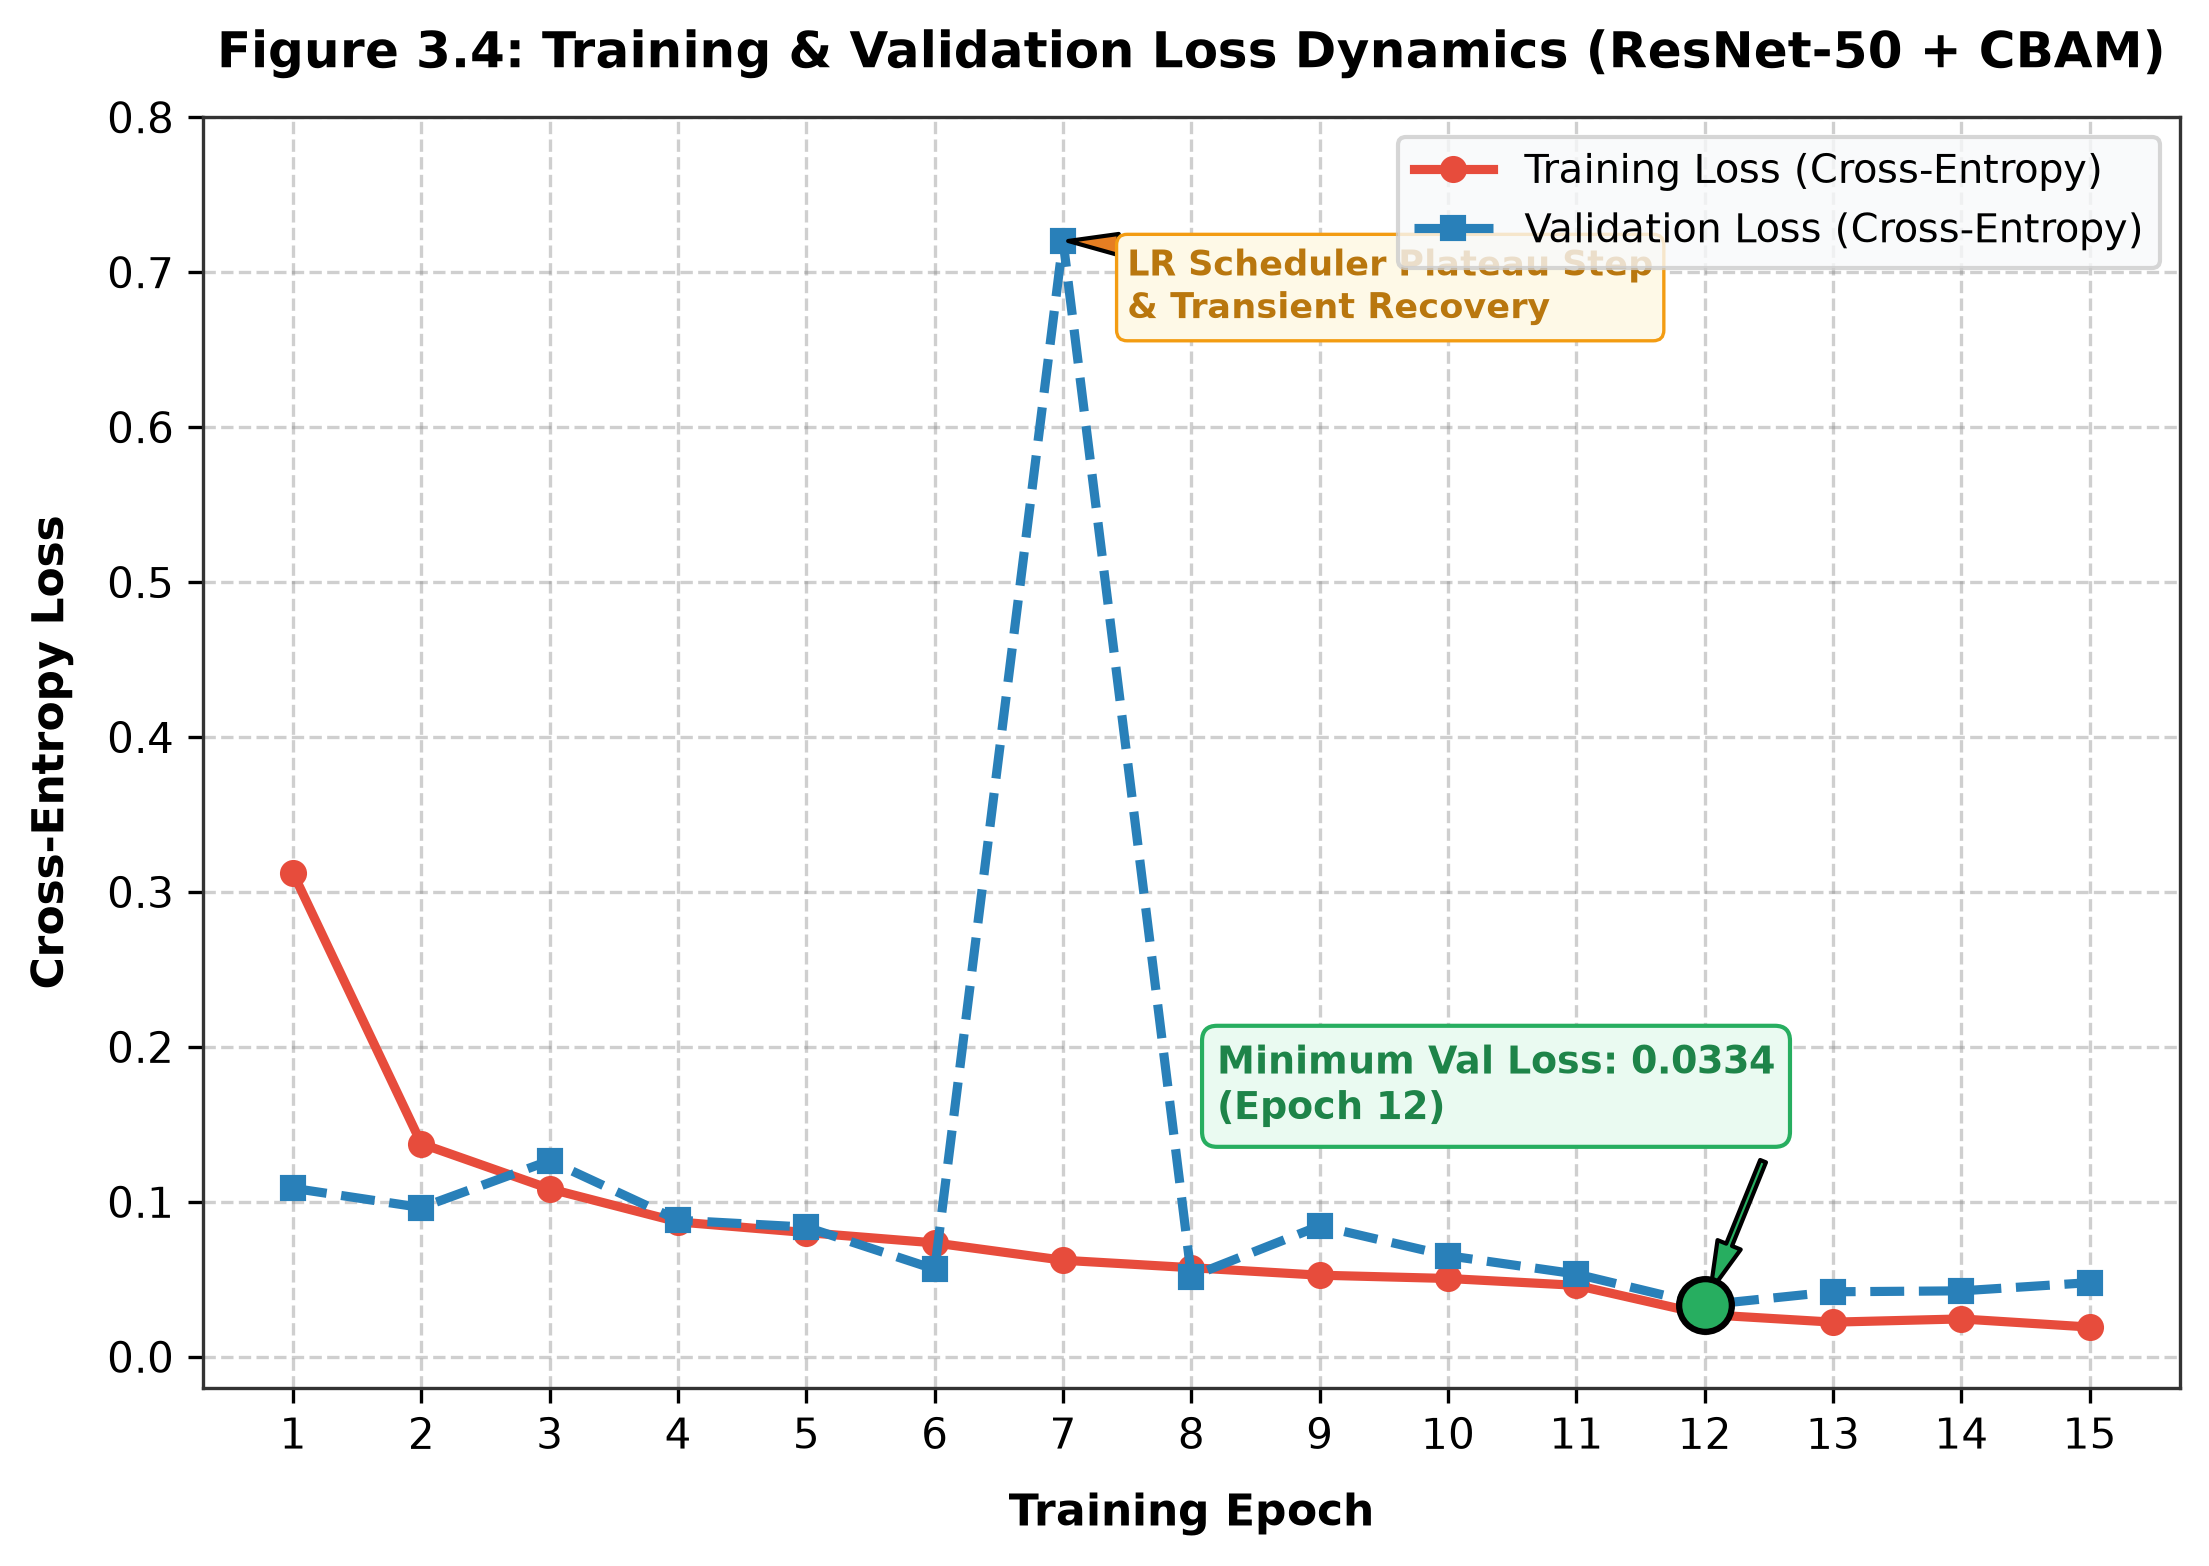 Figure 3.4: Training & Validation Loss Dynamics (ResNet-50 + CBAM)
Training Loss (Cross-Entropy)
Validation Loss (Cross-Entropy)
LR Scheduler Plateau Step
& Transient Recovery
Minimum Val Loss: 0.0334
(Epoch 12)
Cross-Entropy Loss
0.8
0.7
0.6
0.5
0.4
0.3
0.2
0.1
0.0
1 2 3 4 5 6 7 8 9 10 11 12 13 14 15
Training Epoch